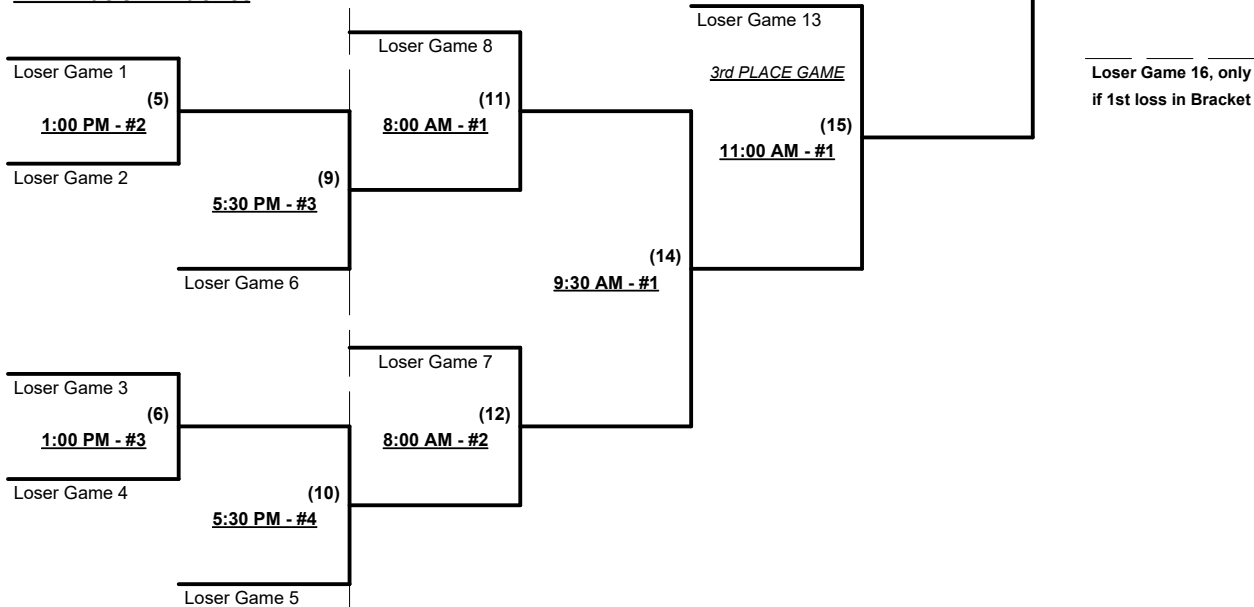 Loser Game 13
Loser Game 8
Loser Game 1
3rd PLACE GAME
Loser Game 16, only
if 1st loss in Bracket
(5)
1:00 PM - #2
(11)
8:00 AM - #1
(15)
11:00 AM - #1
Loser Game 2
(9)
5:30 PM - #3
(14)
9:30 AM - #1
Loser Game 6
Loser Game 7
Loser Game 3
(6)
1:00 PM - #3
(12)
8:00 AM - #2
Loser Game 4
(10)
5:30 PM - #4
Loser Game 5